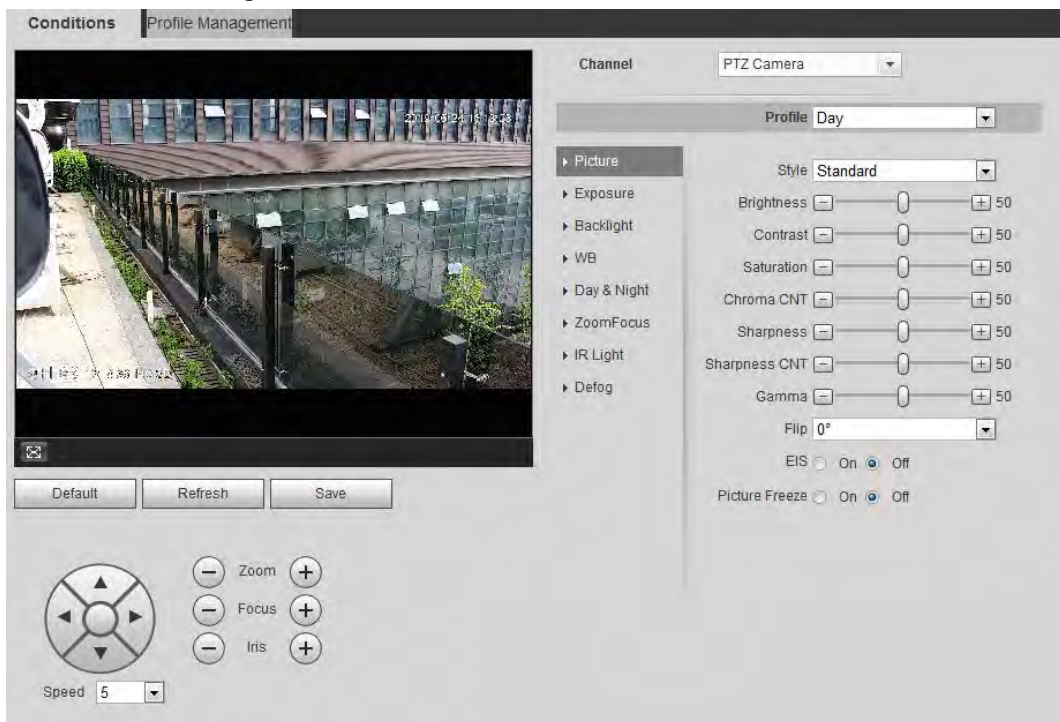 Conditions Profile Management
Channel PTZ Camera
Profile Day
Picture
Exposure
Backlight
WB
Day & Night
ZoomFocus
IR Light
Defog
Style Standard
Brightness 50
Contrast 50
Saturation 50
Chroma CNT 50
Sharpness 50
Sharpness CNT 50
Gamma 50
Flip 0°
EIS On Off
Picture Freeze On Off
Default Refresh Save
Zoom
Focus
Iris
Speed 5